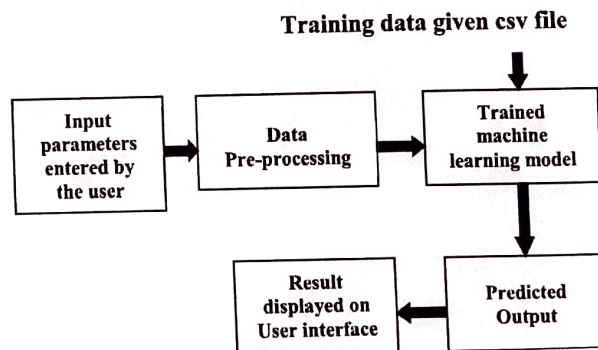 Training data given csv file
Input
parameters
entered by
the user
Data
Pre-processing
Trained
machine
learning model
Predicted
Output
Result
displayed on
User interface